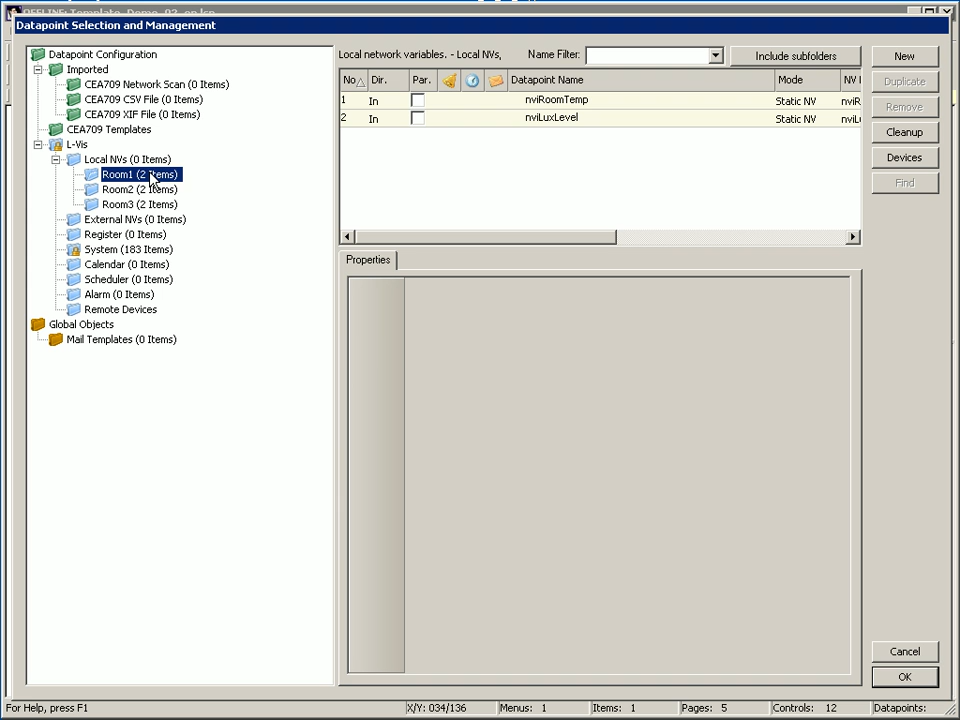 Datapoint Selection and Management
Datapoint Configuration
Imported
CEA709 Network Scan (0 Items)
CEA709 CSV File (0 Items)
CEA709 XIF File (0 Items)
CEA709 Templates
L-Vis
Local NVs (0 Items)
Room1 (2 Items)
Room2 (2 Items)
Room3 (2 Items)
External NVs (0 Items)
Register (0 Items)
System (183 Items)
Calendar (0 Items)
Scheduler (0 Items)
Alarm (0 Items)
Remote Devices
Global Objects
Mail Templates (0 Items)
Local network variables. - Local NVs, Name Filter: Include subfolders
No Dir. Par. Datapoint Name Mode NV I
1 In nviRoomTemp Static NV nviR
2 In nviLuxLevel Static NV nviL
Properties
New
Duplicate
Remove
Cleanup
Devices
Find
Cancel
OK
For Help, press F1 X/Y: 034/136 Menus: 1 Items: 1 Pages: 5 Controls: 12 Datapoints: